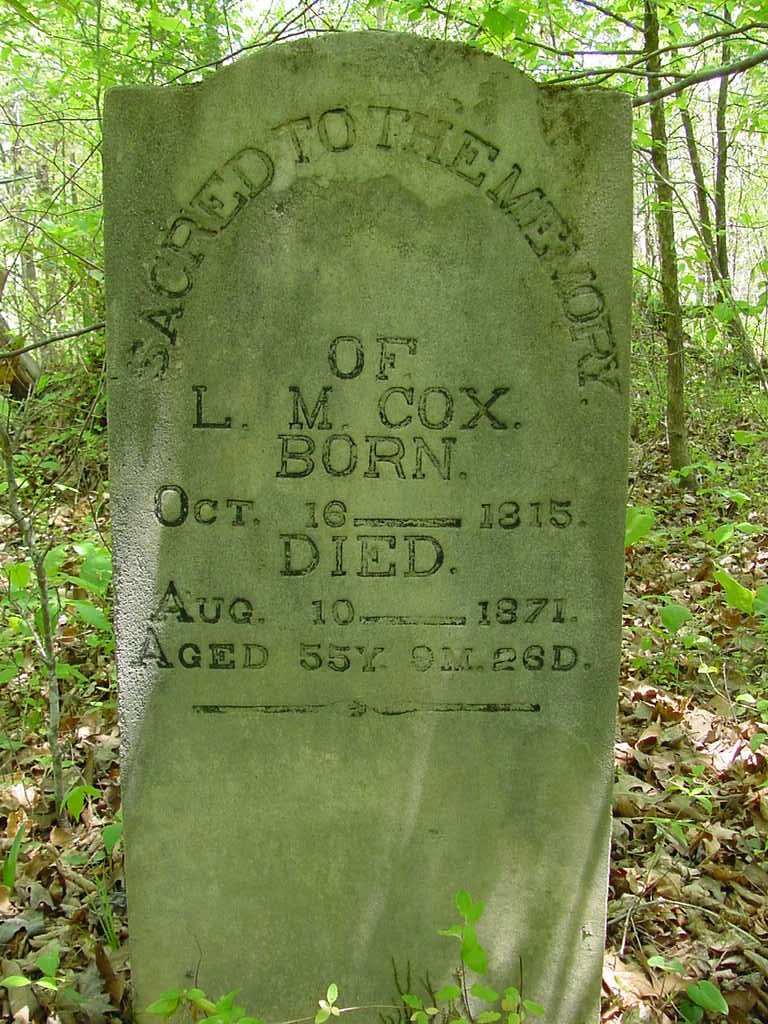 SACRED TO THE MEMORY.
OF
L. M. COX.
BORN.
OCT. 16 — 1815.
DIED.
AUG. 10 — 1871.
AGED 55Y. 9M. 26D.